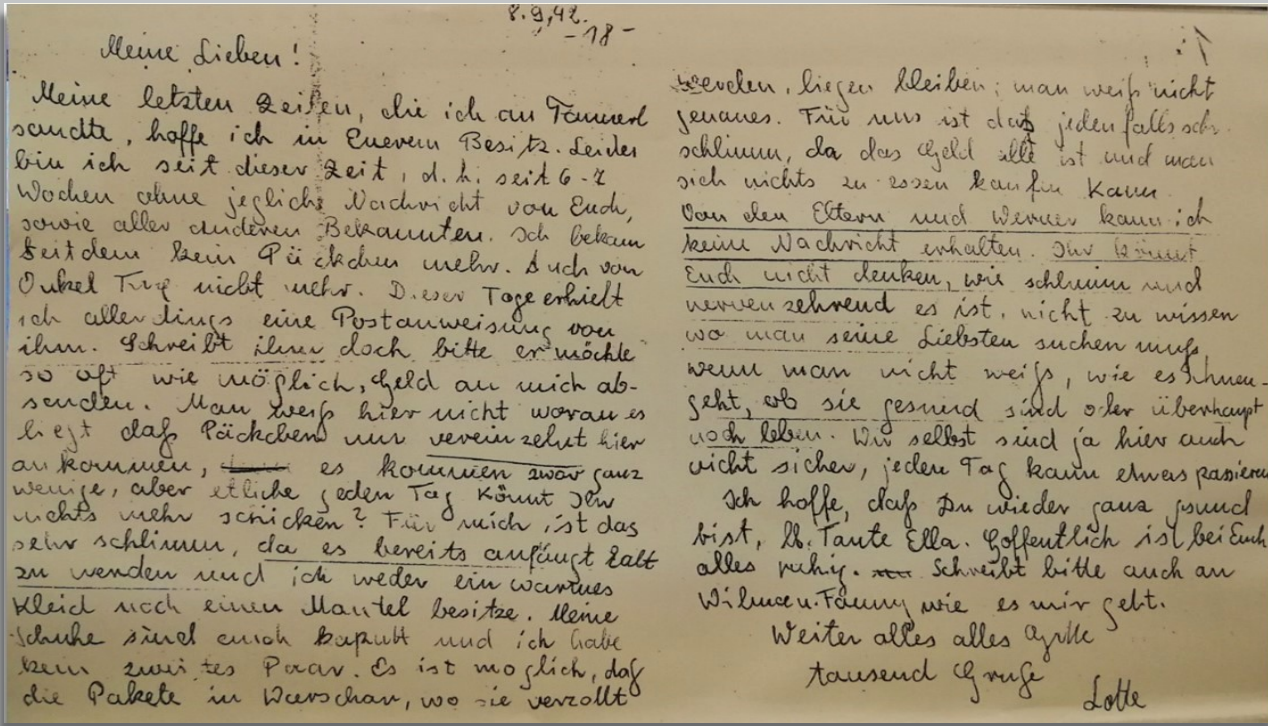 8.9.42.
-18-
Meine Lieben!
Meine letzten Zeilen, die ich an Tannerl
sandte, hoffe ich in Euerem Besitz. Leider
bin ich seit dieser Zeit, d.h. seit 6-7
Wochen ohne jegliche Nachricht von Euch,
sowie aller anderen Bekannten. Ich bekam
seitdem kein Päckchen mehr. Auch von
Onkel nicht mehr. Dieser Tage erhielt
ich allerdings eine Postanweisung von
ihm. Schreibt ihm doch bitte er möchte
so oft wie möglich, Geld an mich ab-
senden. Man weiß hier nicht woran es
liegt daß Päckchen nur vereinzehlt hier
ankommen, es kommen zwar ganz
wenige, aber etliche jeden Tag Könnt Ihr
nichts mehr schicken? Für mich ist das
sehr schlimm, da es bereits anfängt kalt
zu werden und ich weder ein warmes
Kleid noch einen Mantel besitze. Meine
Schuhe sind auch kaputt und ich habe
kein zweites Paar. Es ist möglich, daß
die Pakete in Warschau, wo sie verzollt
werden, liegen bleiben; man weiß nicht
genaues. Für uns ist das jedenfalls sehr
schlimm, da das Geld alle ist und man
sich nichts zu essen kaufen kann.
Von den Eltern und Werner kann ich
keine Nachricht erhalten. Ihr könnt
Euch nicht denken, wie schlimm und
nervenzehrend es ist, nicht zu wissen
wo man seine Liebsten suchen muß,
wenn man nicht weiß, wie es Ihnen
geht, ob sie gesund sind oder überhaupt
noch leben. Wir selbst sind ja hier auch
nicht sicher, jeden Tag kann etwas passieren
Ich hoffe, daß Du wieder ganz gsund
bist, lb. Tante Ella. Hoffentlich ist bei Euch
alles ruhig. Schreibt bitte auch an
Wilma u. Fanny wie es mir geht.
Weiter alles alles Gute
tausend Grüße
Lotte